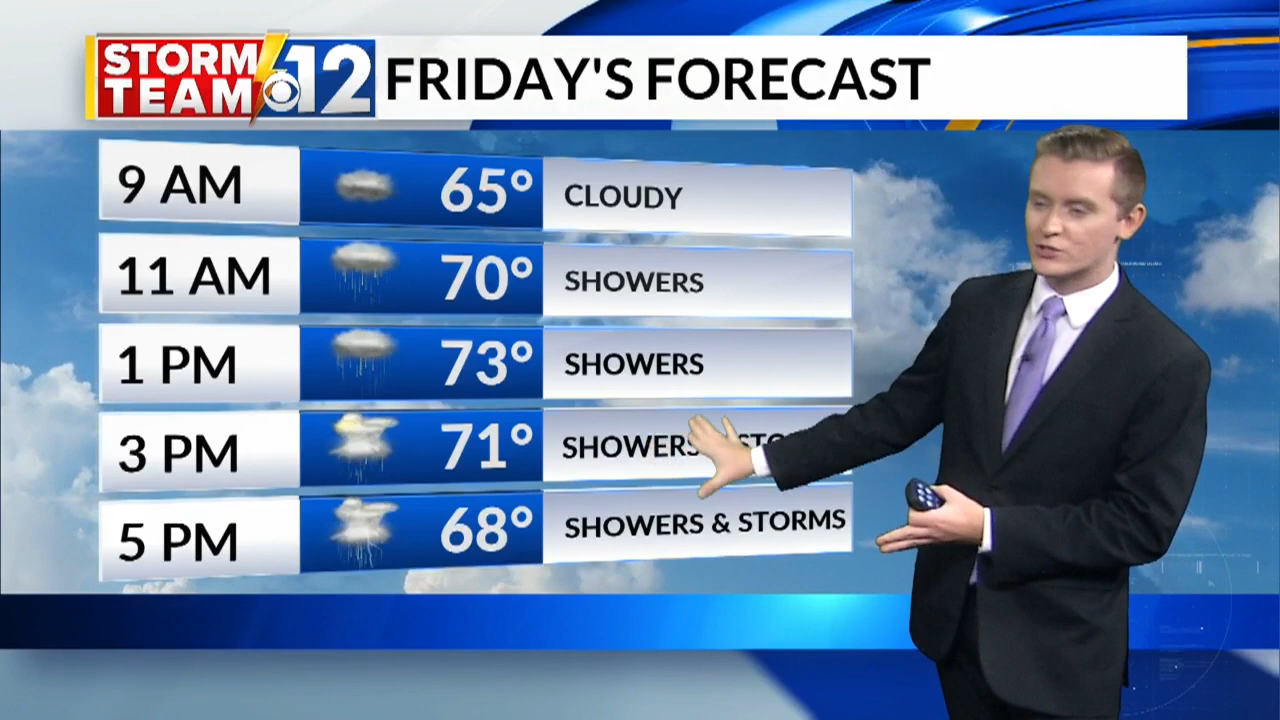 STORM TEAM 12 FRIDAY'S FORECAST
9 AM 65° CLOUDY
11 AM 70° SHOWERS
1 PM 73° SHOWERS
3 PM 71° SHOWERS
5 PM 68° SHOWERS & STORMS